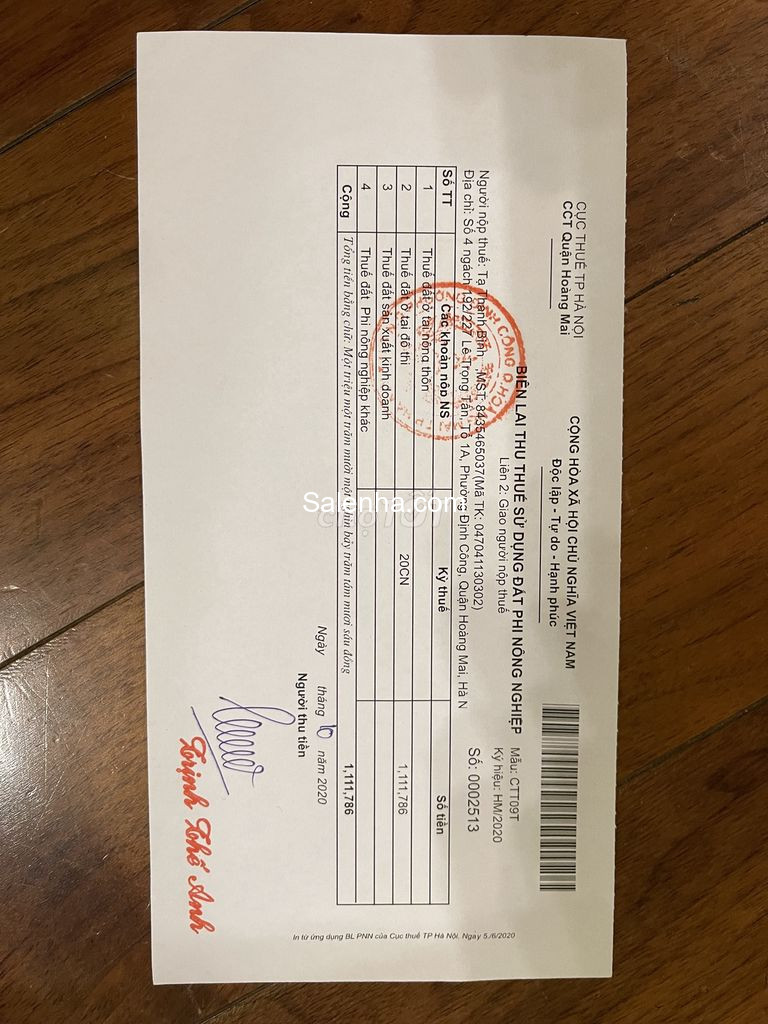 CỤC THUẾ TP HÀ NỘI
CCT Quận Hoàng Mai
CỘNG HÒA XÃ HỘI CHỦ NGHĨA VIỆT NAM
Độc lập - Tự do - Hạnh phúc
BIÊN LAI THU THUẾ SỬ DỤNG ĐẤT PHI NÔNG NGHIỆP
Liên 2: Giao người nộp thuế
Mẫu: CTT09T
Ký hiệu: HM/2020
Số: 0002513
Người nộp thuế: Tạ Thanh Bình MST: 8435465037(Mã TK: 047041130302)
Địa chỉ: Số 4 ngách 192/227 Lê Trọng Tấn, Tổ 1A, Phường Định Công, Quận Hoàng Mai, Hà N
Số TT Các khoản nộp NS Kỳ thuế Số tiền
1 Thuế đất ở tại nông thôn
2 Thuế đất ở tại đô thị 20CN 1,111,786
3 Thuế đất sản xuất kinh doanh
4 Thuế đất Phi nông nghiệp khác
Cộng 1,111,786
Tổng tiền bằng chữ: Một triệu một trăm mười một nghìn bảy trăm tám mươi sáu đồng
Ngày tháng 10 năm 2020
Người thu tiền
Trịnh Thế Anh
In từ ứng dụng BL PNN của Cục thuế TP Hà Nội. Ngày 5/6/2020
Salenha.com